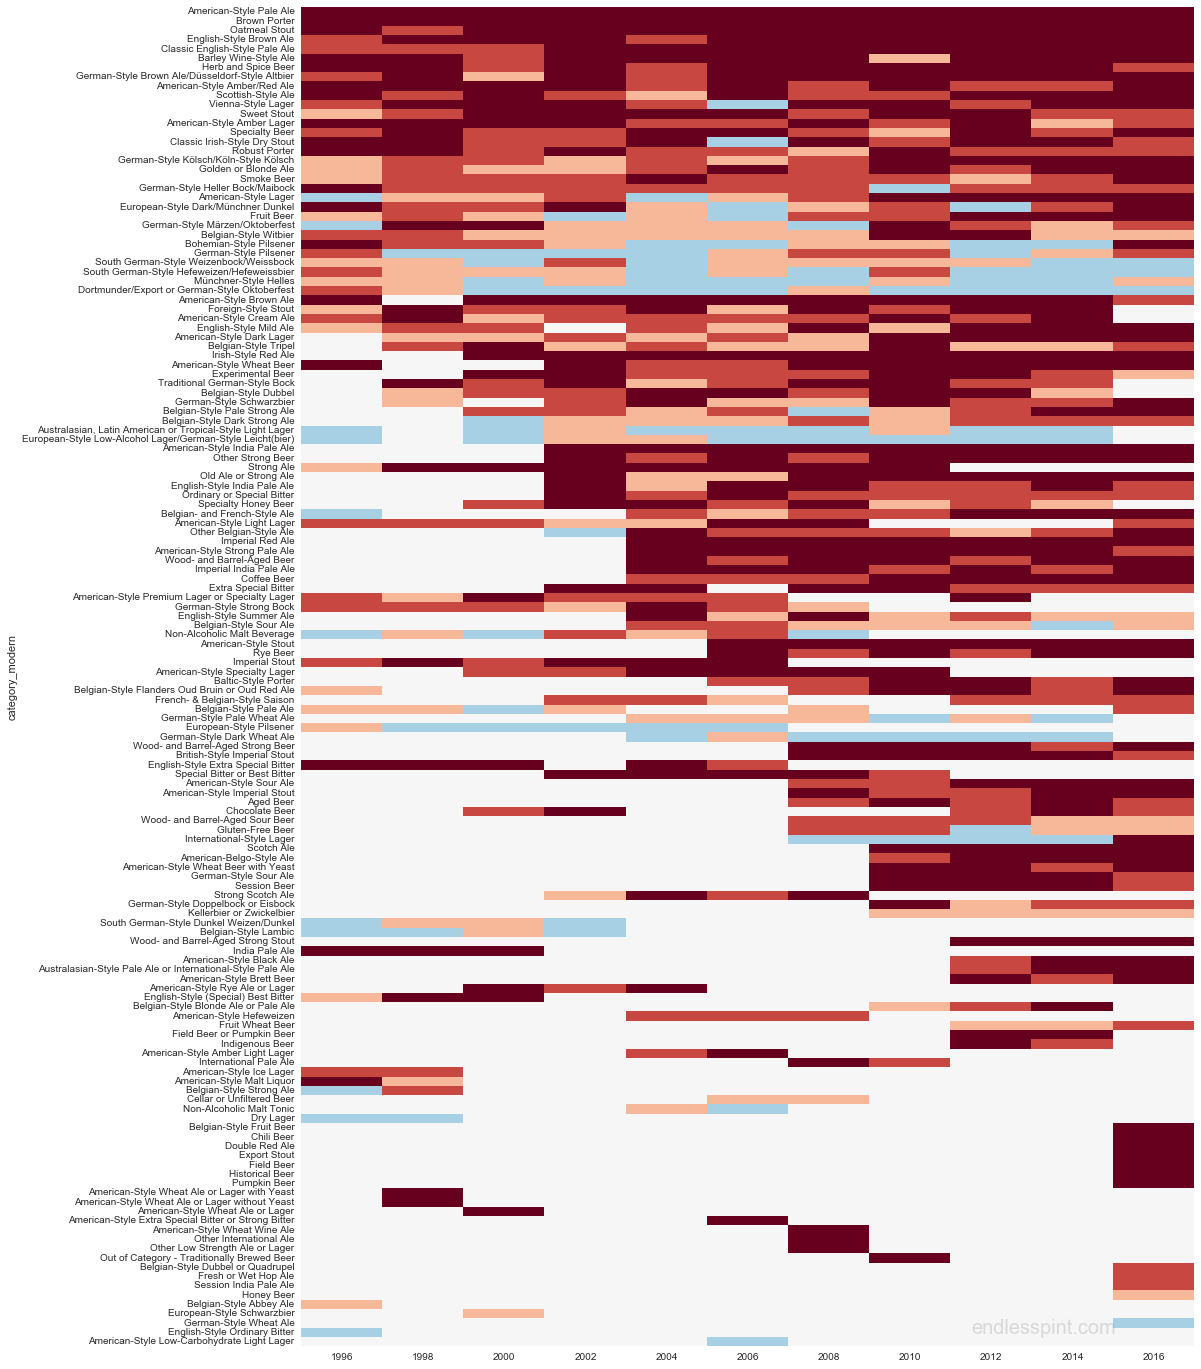 American-Style Pale Ale
Brown Porter
Oatmeal Stout
English-Style Brown Ale
Classic English-Style Pale Ale
Barley Wine-Style Ale
Herb and Spice Beer
German-Style Brown Ale/Düsseldorf-Style Altbier
American-Style Amber/Red Ale
Scottish-Style Ale
Vienna-Style Lager
Sweet Stout
American-Style Amber Lager
Specialty Beer
Classic Irish-Style Dry Stout
Robust Porter
German-Style Kölsch/Köln-Style Kölsch
Golden or Blonde Ale
Smoke Beer
German-Style Heller Bock/Maibock
American-Style Lager
European-Style Dark/Münchner Dunkel
Fruit Beer
German-Style Märzen/Oktoberfest
Belgian-Style Witbier
Bohemian-Style Pilsener
German-Style Pilsener
South German-Style Weizenbock/Weissbock
South German-Style Hefeweizen/Hefeweissbier
Münchner-Style Helles
Dortmunder/Export or German-Style Oktoberfest
American-Style Brown Ale
Foreign-Style Stout
American-Style Cream Ale
English-Style Mild Ale
American-Style Dark Lager
Belgian-Style Tripel
Irish-Style Red Ale
American-Style Wheat Beer
Experimental Beer
Traditional German-Style Bock
Belgian-Style Dubbel
German-Style Schwarzbier
Belgian-Style Pale Strong Ale
Belgian-Style Dark Strong Ale
Australasian, Latin American or Tropical-Style Light Lager
European-Style Low-Alcohol Lager/German-Style Leicht(bier)
American-Style India Pale Ale
Other Strong Beer
Strong Ale
Old Ale or Strong Ale
English-Style India Pale Ale
Ordinary or Special Bitter
Specialty Honey Beer
Belgian- and French-Style Ale
American-Style Light Lager
Other Belgian-Style Ale
Imperial Red Ale
American-Style Strong Pale Ale
Wood- and Barrel-Aged Beer
Imperial India Pale Ale
Coffee Beer
Extra Special Bitter
American-Style Premium Lager or Specialty Lager
German-Style Strong Bock
English-Style Summer Ale
Belgian-Style Sour Ale
Non-Alcoholic Malt Beverage
American-Style Stout
Rye Beer
Imperial Stout
American-Style Specialty Lager
Baltic-Style Porter
Belgian-Style Flanders Oud Bruin or Oud Red Ale
French- & Belgian-Style Saison
Belgian-Style Pale Ale
German-Style Pale Wheat Ale
European-Style Pilsener
German-Style Dark Wheat Ale
Wood- and Barrel-Aged Strong Beer
British-Style Imperial Stout
English-Style Extra Special Bitter
Special Bitter or Best Bitter
American-Style Sour Ale
American-Style Imperial Stout
Aged Beer
Chocolate Beer
Wood- and Barrel-Aged Sour Beer
Gluten-Free Beer
International-Style Lager
Scotch Ale
American-Belgo-Style Ale
American-Style Wheat Beer with Yeast
German-Style Sour Ale
Session Beer
Strong Scotch Ale
German-Style Doppelbock or Eisbock
Kellerbier or Zwickelbier
South German-Style Dunkel Weizen/Dunkel
Belgian-Style Lambic
Wood- and Barrel-Aged Strong Stout
India Pale Ale
American-Style Black Ale
Australasian-Style Pale Ale or International-Style Pale Ale
American-Style Brett Beer
American-Style Rye Ale or Lager
English-Style (Special) Best Bitter
Belgian-Style Blonde Ale or Pale Ale
American-Style Hefeweizen
Fruit Wheat Beer
Field Beer or Pumpkin Beer
Indigenous Beer
American-Style Amber Light Lager
International Pale Ale
American-Style Ice Lager
American-Style Malt Liquor
Belgian-Style Strong Ale
Cellar or Unfiltered Beer
Non-Alcoholic Malt Tonic
Dry Lager
Belgian-Style Fruit Beer
Chili Beer
Double Red Ale
Export Stout
Field Beer
Historical Beer
Pumpkin Beer
American-Style Wheat Ale or Lager with Yeast
American-Style Wheat Ale or Lager without Yeast
American-Style Wheat Ale or Lager
American-Style Extra Special Bitter or Strong Bitter
American-Style Wheat Wine Ale
Other International Ale
Other Low Strength Ale or Lager
Out of Category - Traditionally Brewed Beer
Belgian-Style Dubbel or Quadrupel
Fresh or Wet Hop Ale
Session India Pale Ale
Honey Beer
Belgian-Style Abbey Ale
European-Style Schwarzbier
German-Style Wheat Ale
English-Style Ordinary Bitter
American-Style Low-Carbohydrate Light Lager
category_modern
endlesspint.com
1996 1998 2000 2002 2004 2006 2008 2010 2012 2014 2016